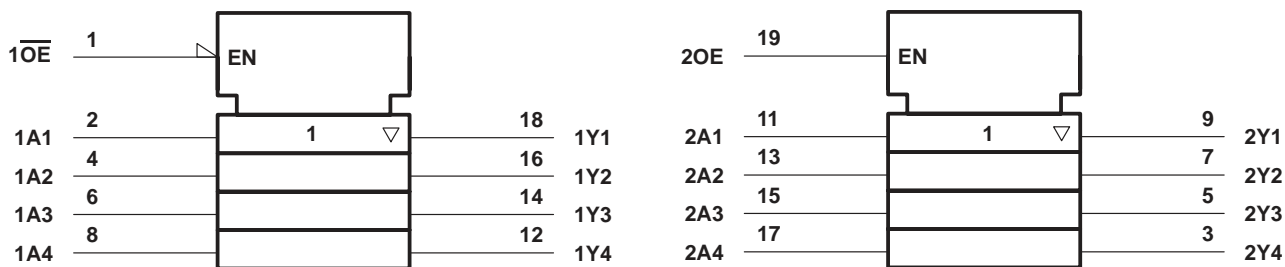 1O̅E̅ 1 EN
1A1 2 1 ▽ 18 1Y1
1A2 4 16 1Y2
1A3 6 14 1Y3
1A4 8 12 1Y4
2OE 19 EN
2A1 11 1 ▽ 9 2Y1
2A2 13 7 2Y2
2A3 15 5 2Y3
2A4 17 3 2Y4